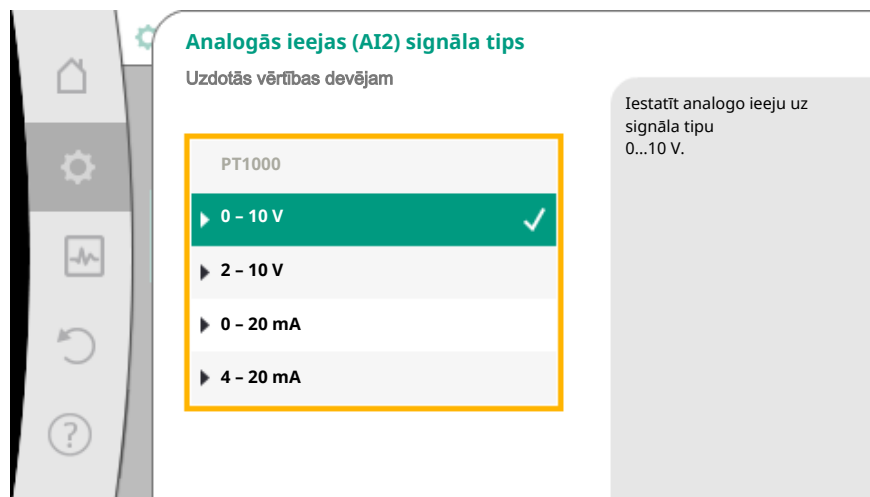 Analogās ieejas (AI2) signāla tips
Uzdotās vērtības devējam
PT1000
0 – 10 V
2 – 10 V
0 – 20 mA
4 – 20 mA
Iestatīt analogo ieeju uz
signāla tipu
0...10 V.
?